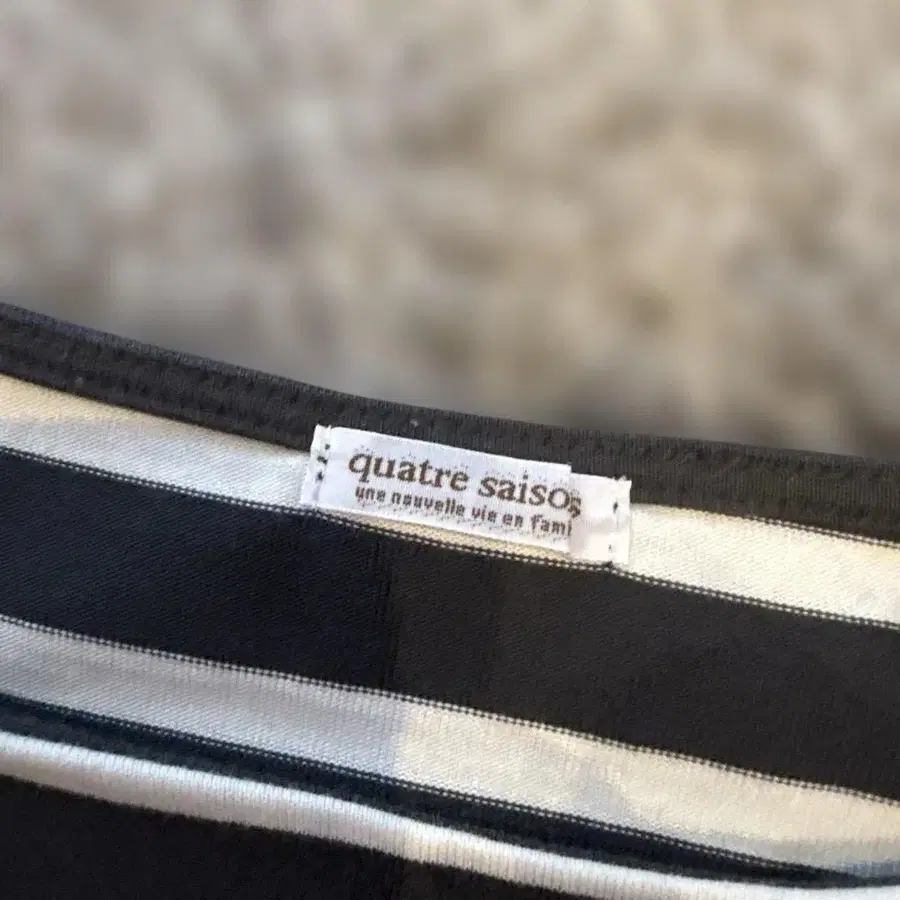 quatre saiso
une nouvelle vie en fami